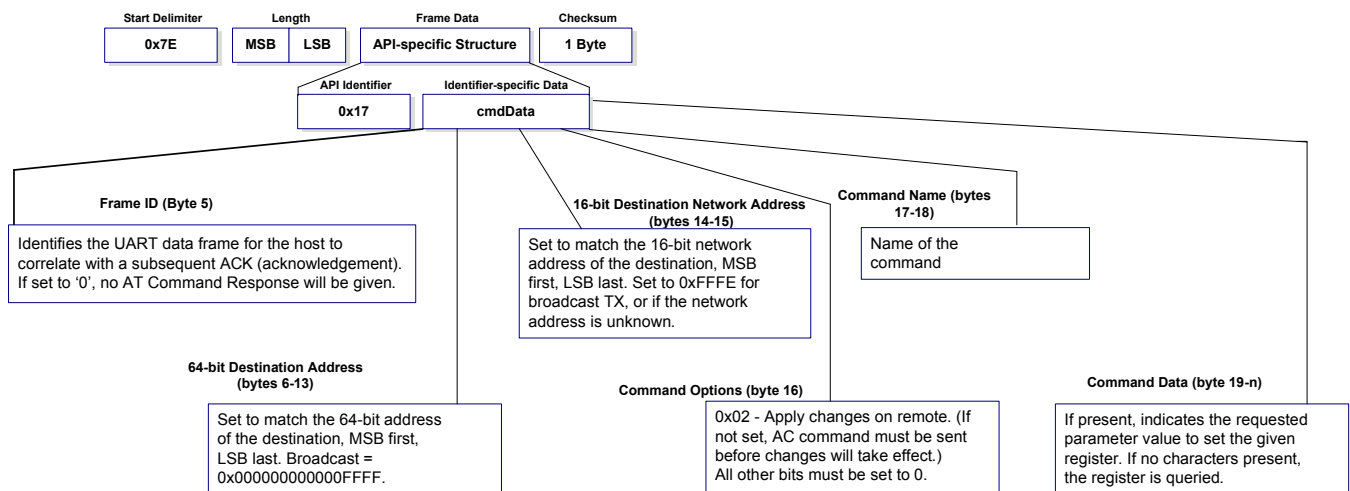 Start Delimiter
Length
Frame Data
Checksum
0x7E
MSB
LSB
API-specific Structure
1 Byte
API Identifier
Identifier-specific Data
0x17
cmdData
Frame ID (Byte 5)
Identifies the UART data frame for the host to
correlate with a subsequent ACK (acknowledgement).
If set to ‘0’, no AT Command Response will be given.
16-bit Destination Network Address
(bytes 14-15)
Set to match the 16-bit network
address of the destination, MSB
first, LSB last. Set to 0xFFFE for
broadcast TX, or if the network
address is unknown.
Command Name (bytes
17-18)
Name of the
command
64-bit Destination Address
(bytes 6-13)
Set to match the 64-bit address
of the destination, MSB first,
LSB last. Broadcast =
0x000000000000FFFF.
Command Options (byte 16)
0x02 - Apply changes on remote. (If
not set, AC command must be sent
before changes will take effect.)
All other bits must be set to 0.
Command Data (byte 19-n)
If present, indicates the requested
parameter value to set the given
register. If no characters present,
the register is queried.